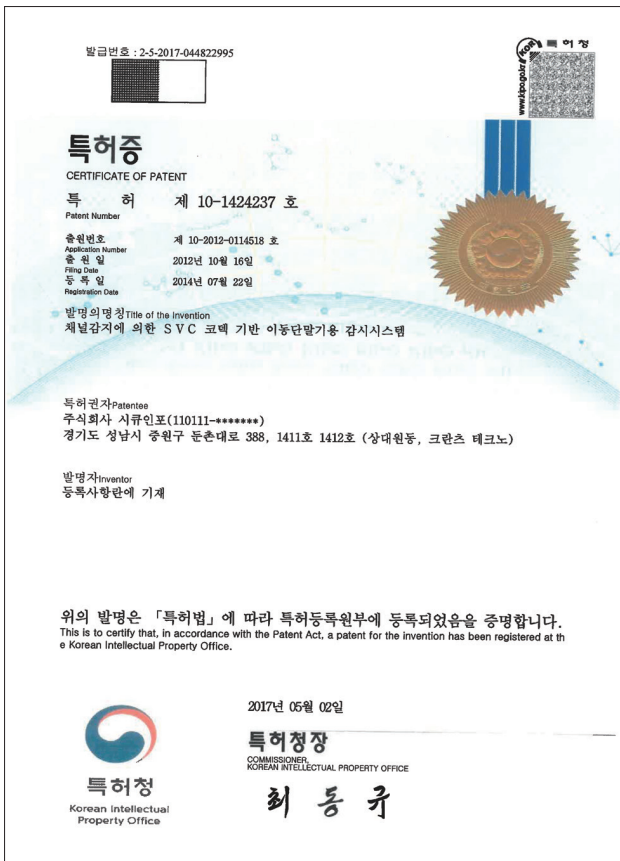 발급번호 : 2-5-2017-044822995
특허청
www.kipo.go.kr
KOR
특허증
CERTIFICATE OF PATENT
특 허 제 10-1424237 호
Patent Number
출원번호 제 10-2012-0114518 호
Application Number
출 원 일 2012년 10월 16일
Filing Date
등 록 일 2014년 07월 22일
Registration Date
발명의명칭Title of the Invention
채널감지에 의한 SVC 코덱 기반 이동단말기용 감시시스템
특허권자Patentee
주식회사 시큐인포(110111-*******)
경기도 성남시 중원구 둔촌대로 388, 1411호 1412호 (상대원동, 크란츠 테크노)
발명자Inventor
등록사항란에 기재
위의 발명은 「특허법」에 따라 특허등록원부에 등록되었음을 증명합니다.
This is to certify that, in accordance with the Patent Act, a patent for the invention has been registered at th
e Korean Intellectual Property Office.
2017년 05월 02일
특허청장
COMMISSIONER,
KOREAN INTELLECTUAL PROPERTY OFFICE
최동규
특허청
Korean Intellectual
Property Office